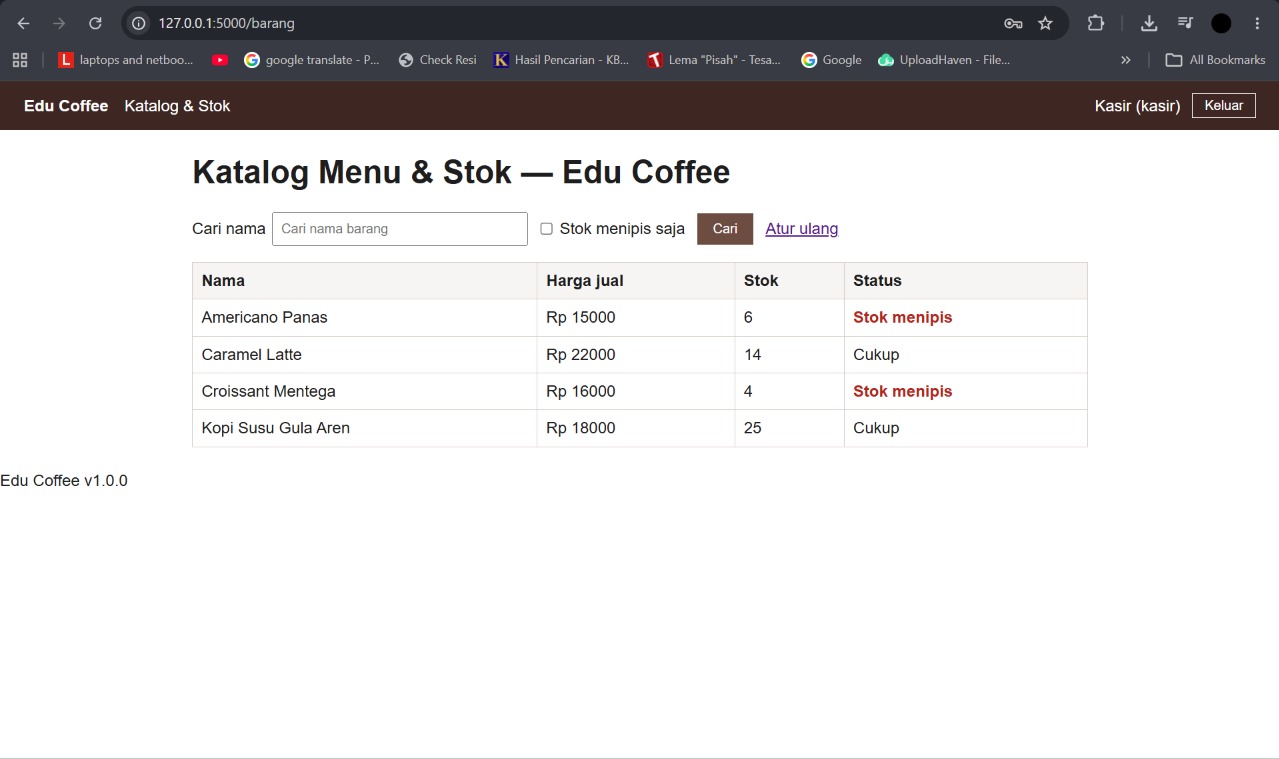 127.0.0.1:5000/barang
laptops and netboo... google translate - P... Check Resi Hasil Pencarian - KB... Lema "Pisah" - Tesa... Google UploadHaven - File... » All Bookmarks
Edu Coffee Katalog & Stok Kasir (kasir) Keluar
Katalog Menu & Stok — Edu Coffee
Cari nama Cari nama barang Stok menipis saja Cari Atur ulang
Nama Harga jual Stok Status
Americano Panas Rp 15000 6 Stok menipis
Caramel Latte Rp 22000 14 Cukup
Croissant Mentega Rp 16000 4 Stok menipis
Kopi Susu Gula Aren Rp 18000 25 Cukup
Edu Coffee v1.0.0